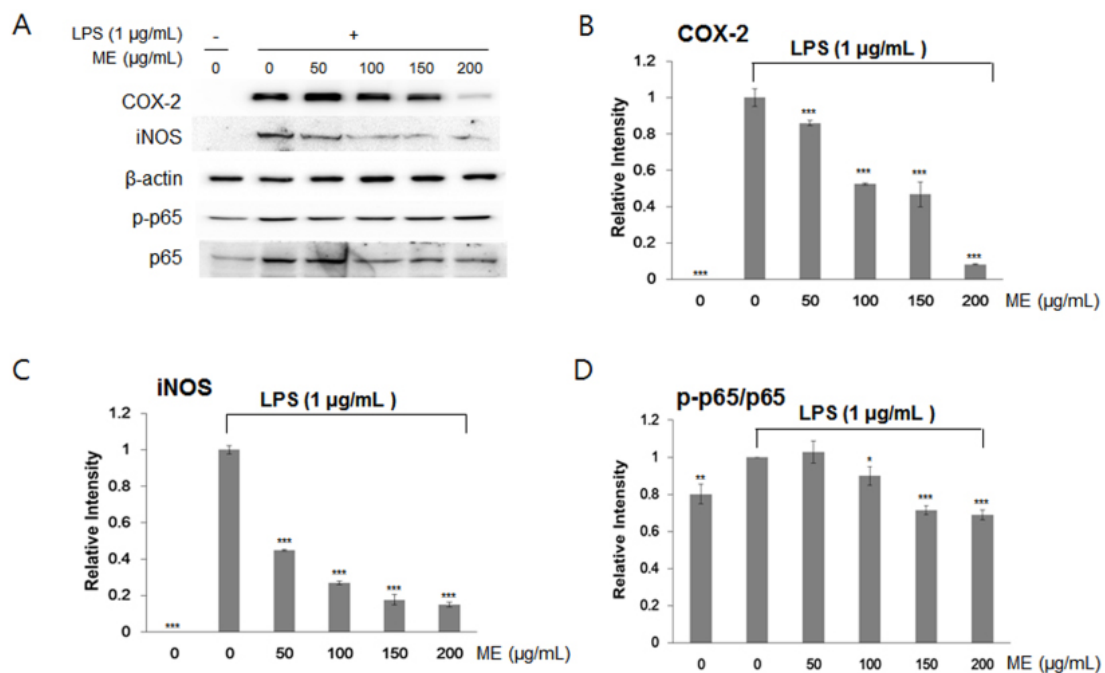 A
LPS (1 µg/mL) - +
ME (µg/mL) 0 0 50 100 150 200
COX-2
iNOS
β-actin
p-p65
p65
B
COX-2
LPS (1 µg/mL )
Relative Intensity
1.2
1
0.8
0.6
0.4
0.2
0
*** *** *** *** ***
0 0 50 100 150 200 ME (µg/mL)
C
iNOS
LPS (1 µg/mL )
Relative Intensity
1.2
1
0.8
0.6
0.4
0.2
0
*** *** *** *** ***
0 0 50 100 150 200 ME (µg/mL)
D
p-p65/p65
LPS (1 µg/mL )
Relative Intensity
1.2
1
0.8
0.6
0.4
0.2
0
** * *** ***
0 0 50 100 150 200 ME (µg/mL)